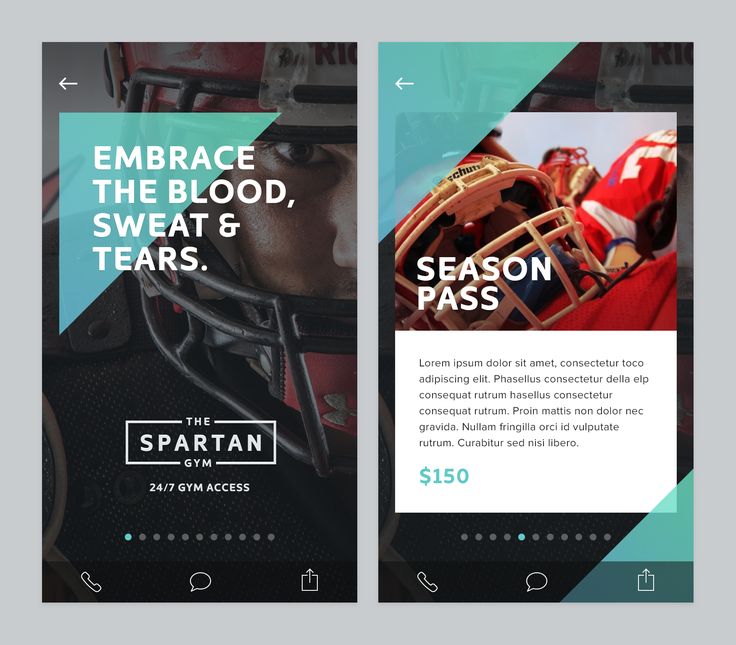 EMBRACE
THE BLOOD,
SWEAT &
TEARS.
THE
SPARTAN
GYM
24/7 GYM ACCESS
SEASON
PASS
Lorem ipsum dolor sit amet, consectetur toco
adipiscing elit. Phasellus consectetur della elp
consequat rutrum hasellus consectetur
consequat rutrum. Proin mattis non dolor nec
gravida. Nullam fringilla orci id vulputate
rutrum. Curabitur sed nisi libero.
$150